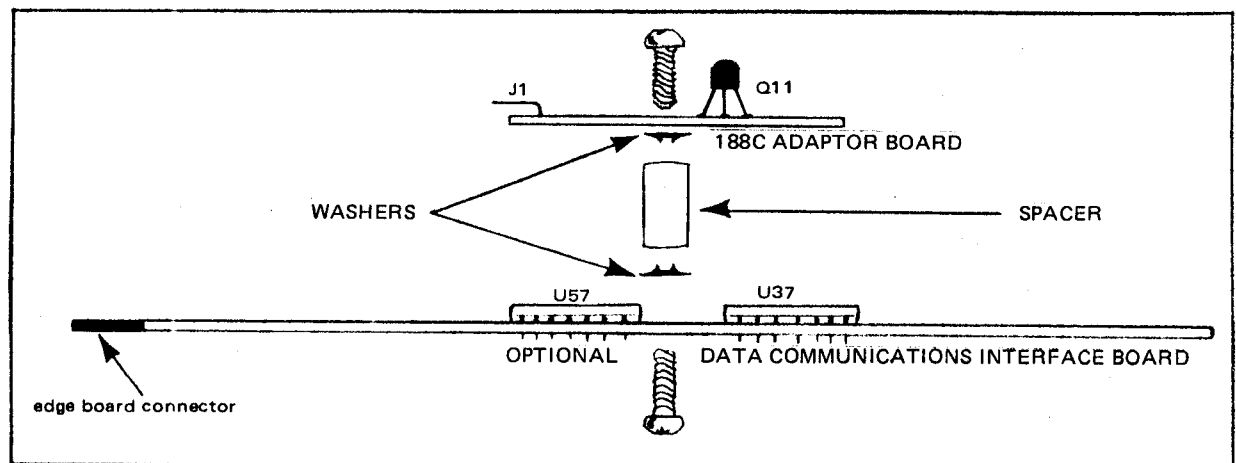 J1
Q11
188C ADAPTOR BOARD
WASHERS
SPACER
U57
U37
OPTIONAL
DATA COMMUNICATIONS INTERFACE BOARD
edge board connector